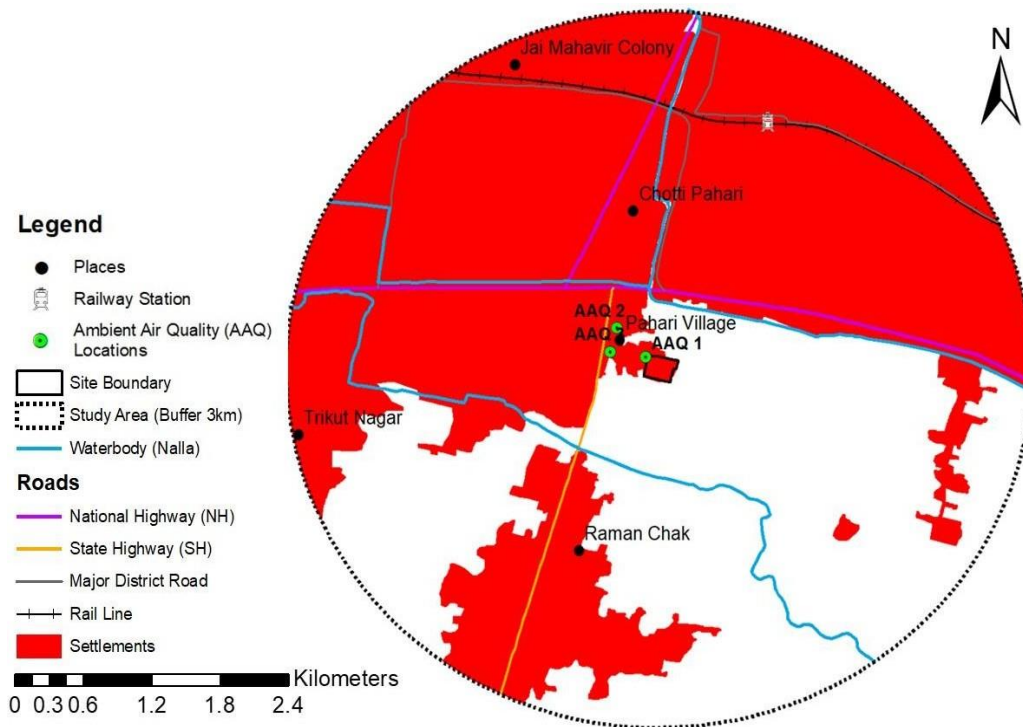 N
Jai Mahavir Colony
Chotti Pahari
AAQ 2
Pahari Village
AAQ
AAQ 1
Trikut Nagar
Raman Chak
Legend
Places
Railway Station
Ambient Air Quality (AAQ)
Locations
Site Boundary
Study Area (Buffer 3km)
Waterbody (Nalla)
Roads
National Highway (NH)
State Highway (SH)
Major District Road
Rail Line
Settlements
Kilometers
0 0.3 0.6 1.2 1.8 2.4